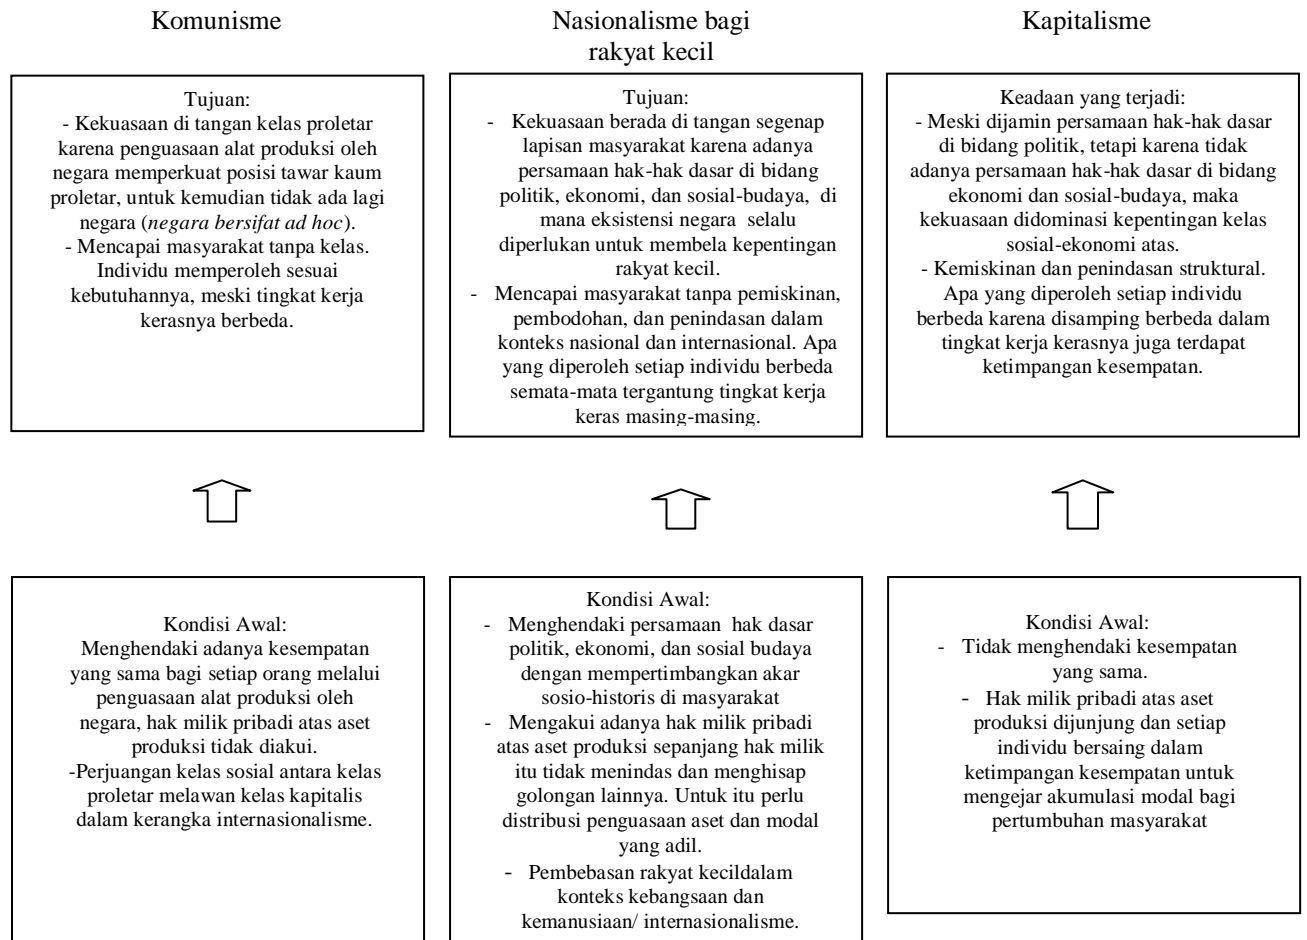 Komunisme
Nasionalisme bagi
rakyat kecil
Kapitalisme
Tujuan:
- Kekuasaan di tangan kelas proletar
karena penguasaan alat produksi oleh
negara memperkuat posisi tawar kaum
proletar, untuk kemudian tidak ada lagi
negara (negara bersifat ad hoc).
- Mencapai masyarakat tanpa kelas.
Individu memperoleh sesuai
kebutuhannya, meski tingkat kerja
kerasnya berbeda.
Tujuan:
- Kekuasaan berada di tangan segenap
lapisan masyarakat karena adanya
persamaan hak-hak dasar di bidang
politik, ekonomi, dan sosial-budaya, di
mana eksistensi negara selalu
diperlukan untuk membela kepentingan
rakyat kecil.
- Mencapai masyarakat tanpa pemiskinan,
pembodohan, dan penindasan dalam
konteks nasional dan internasional. Apa
yang diperoleh setiap individu berbeda
semata-mata tergantung tingkat kerja
keras masing-masing.
Keadaan yang terjadi:
- Meski dijamin persamaan hak-hak dasar
di bidang politik, tetapi karena tidak
adanya persamaan hak-hak dasar di bidang
ekonomi dan sosial-budaya, maka
kekuasaan didominasi kepentingan kelas
sosial-ekonomi atas.
- Kemiskinan dan penindasan struktural.
Apa yang diperoleh setiap individu
berbeda karena disamping berbeda dalam
tingkat kerja kerasnya juga terdapat
ketimpangan kesempatan.
Kondisi Awal:
Menghendaki adanya kesempatan
yang sama bagi setiap orang melalui
penguasaan alat produksi oleh
negara, hak milik pribadi atas aset
produksi tidak diakui.
-Perjuangan kelas sosial antara kelas
proletar melawan kelas kapitalis
dalam kerangka internasionalisme.
Kondisi Awal:
- Menghendaki persamaan hak dasar
politik, ekonomi, dan sosial budaya
dengan mempertimbangkan akar
sosio-historis di masyarakat
- Mengakui adanya hak milik pribadi
atas aset produksi sepanjang hak milik
itu tidak menindas dan menghisap
golongan lainnya. Untuk itu perlu
distribusi penguasaan aset dan modal
yang adil.
- Pembebasan rakyat kecildalam
konteks kebangsaan dan
kemanusiaan/ internasionalisme.
Kondisi Awal:
- Tidak menghendaki kesempatan
yang sama.
- Hak milik pribadi atas aset
produksi dijunjung dan setiap
individu bersaing dalam
ketimpangan kesempatan untuk
mengejar akumulasi modal bagi
pertumbuhan masyarakat